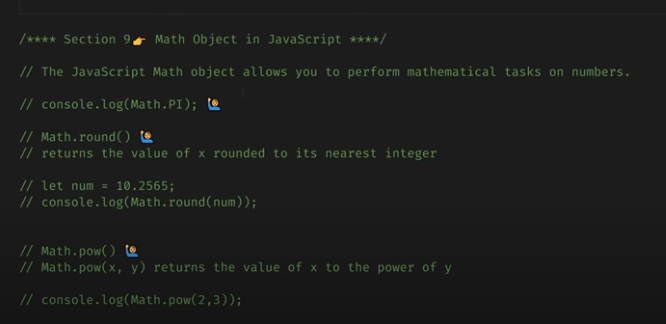 /**** Section 9👉 Math Object in JavaScript ****/
// The JavaScript Math object allows you to perform mathematical tasks on numbers.
// console.log(Math.PI); 🙋
// Math.round() 🙋
// returns the value of x rounded to its nearest integer
// let num = 10.2565;
// console.log(Math.round(num));
// Math.pow() 🙋
// Math.pow(x, y) returns the value of x to the power of y
// console.log(Math.pow(2,3));